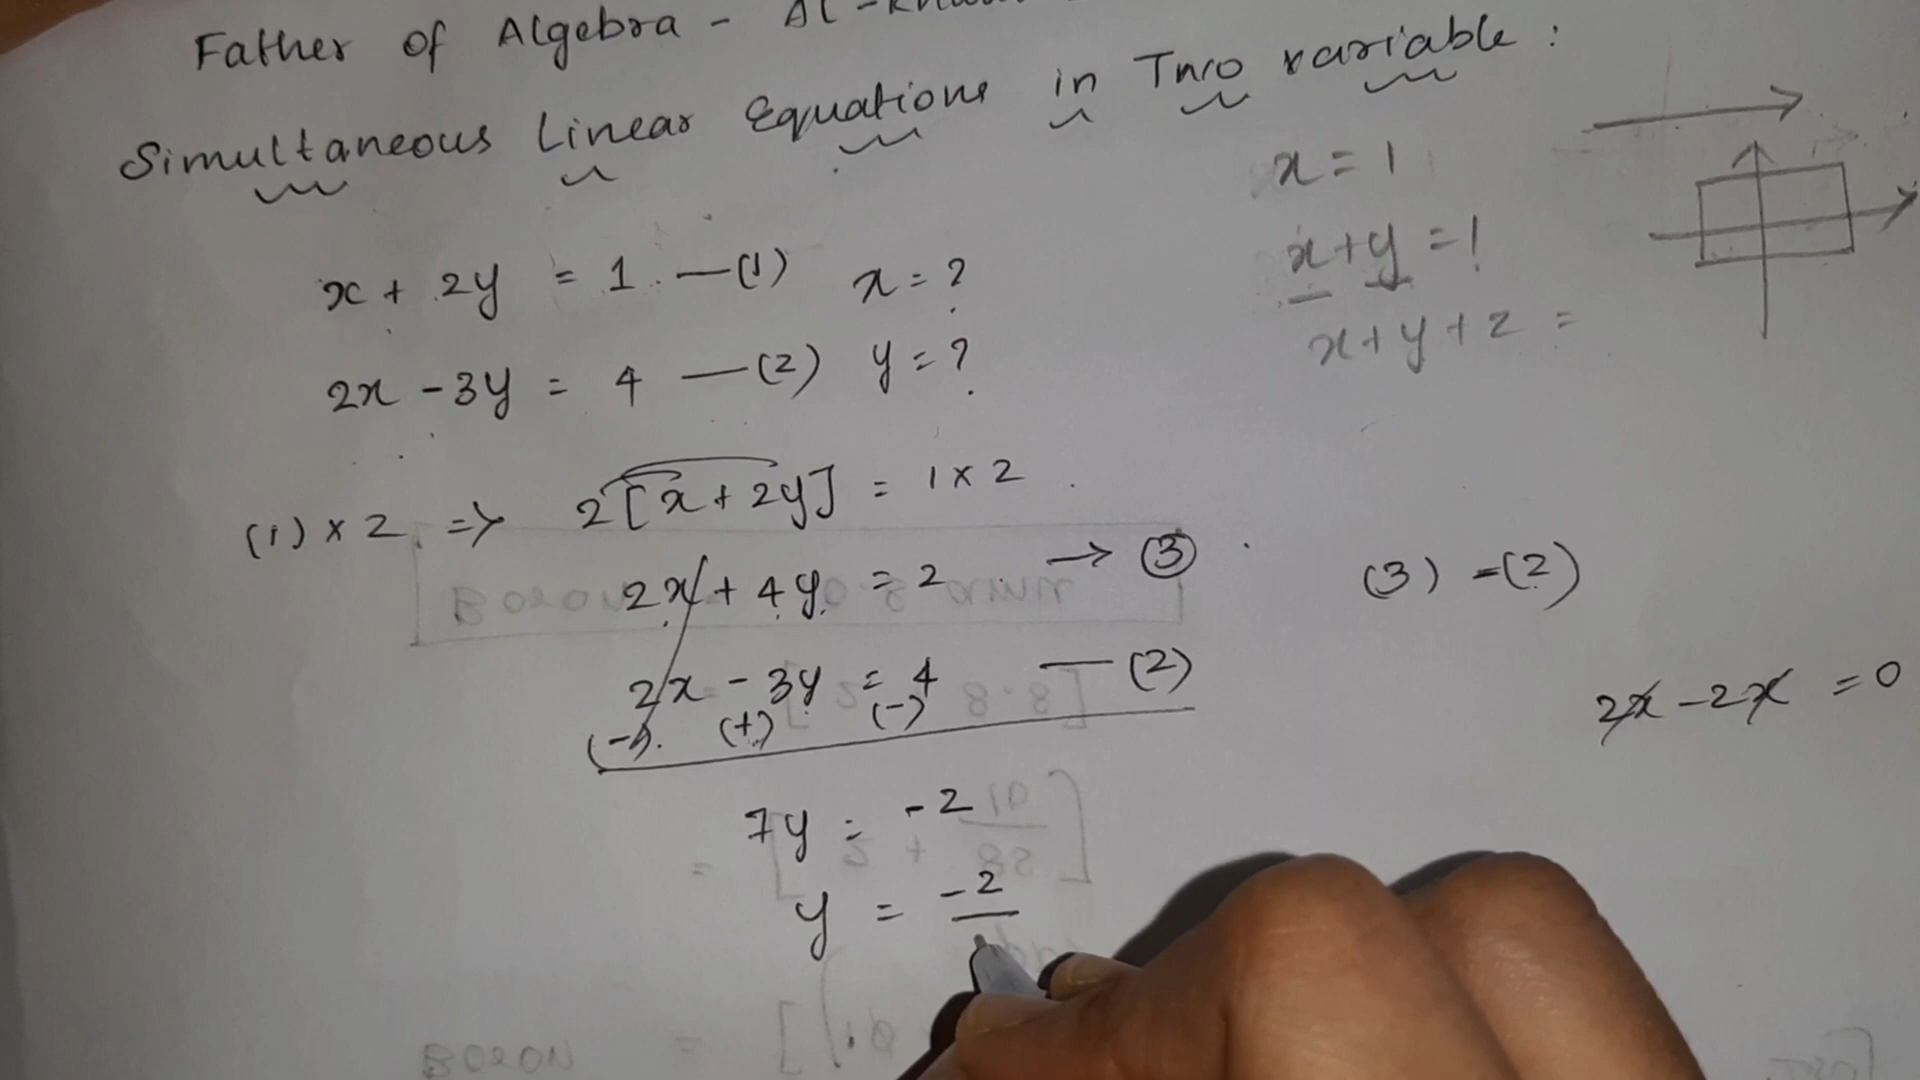 Father of Algebra - Al-
Simultaneous Linear Equations in Two variable :
x + 2y = 1 —(1) x = ?
2x - 3y = 4 —(2) y = ?
x = 1
x + y = 1
x + y + z =
(1) x 2 => 2[x + 2y] = 1 x 2
2x + 4y = 2 → ③
(3) - (2)
2x - 3y = 4 — (2)
(-) (+) (-)
2x - 2x = 0
7y = -2
y = -2